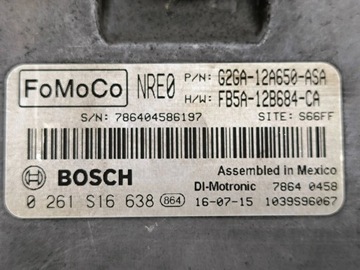 FoMoCo NRE0 P/N: G2GA-12A650-ASA
H/W: FB5A-12B684-CA
S/N: 786404586197 SITE: S66FF
BOSCH Assembled in Mexico
DI-Motronic 7864 0458
0 261 S16 638 864 16-07-15 1039S96067